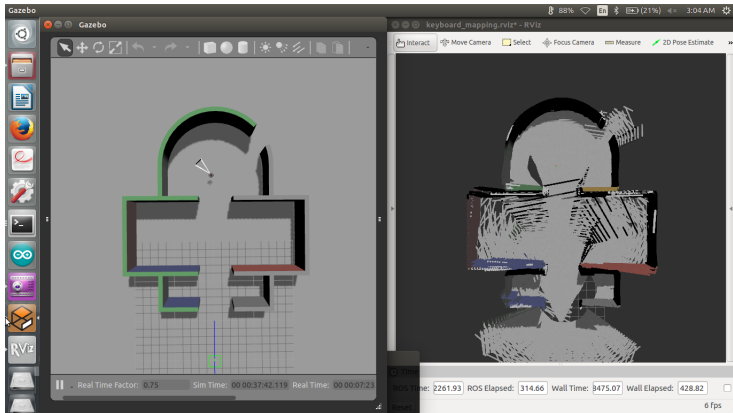 Gazebo
88%
En
(21%)
3:04 AM
Gazebo
keyboard_mapping.rviz* - RViz
Interact
Move Camera
Select
Focus Camera
Measure
2D Pose Estimate
»
>_
RViz
Real Time Factor: 0.75 Sim Time: 00 00:37:42.119 Real Time: 00 00:07:23
Time
ROS Time: 2261.93 ROS Elapsed: 314.66 Wall Time: 3475.07 Wall Elapsed: 428.82
Reset
6 fps